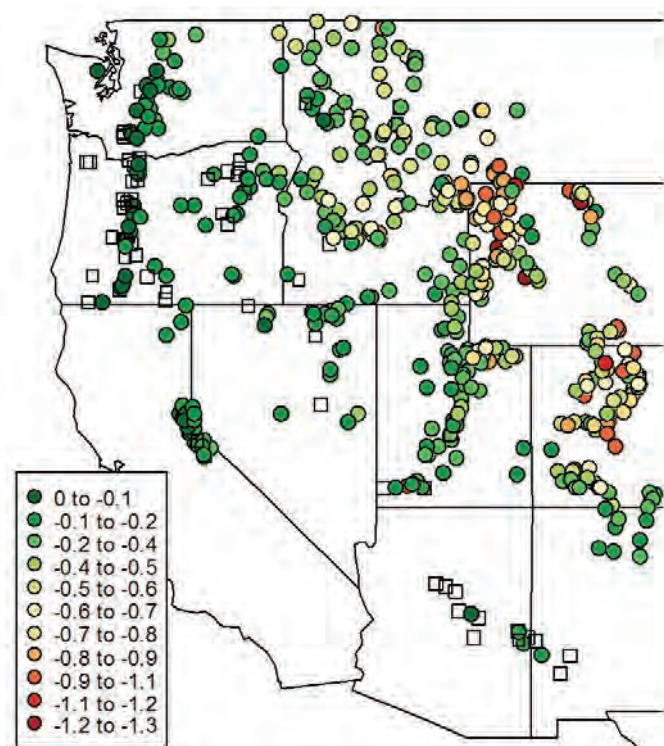 0 to -0.1
-0.1 to -0.2
-0.2 to -0.4
-0.4 to -0.5
-0.5 to -0.6
-0.6 to -0.7
-0.7 to -0.8
-0.8 to -0.9
-0.9 to -1.1
-1.1 to -1.2
-1.2 to -1.3